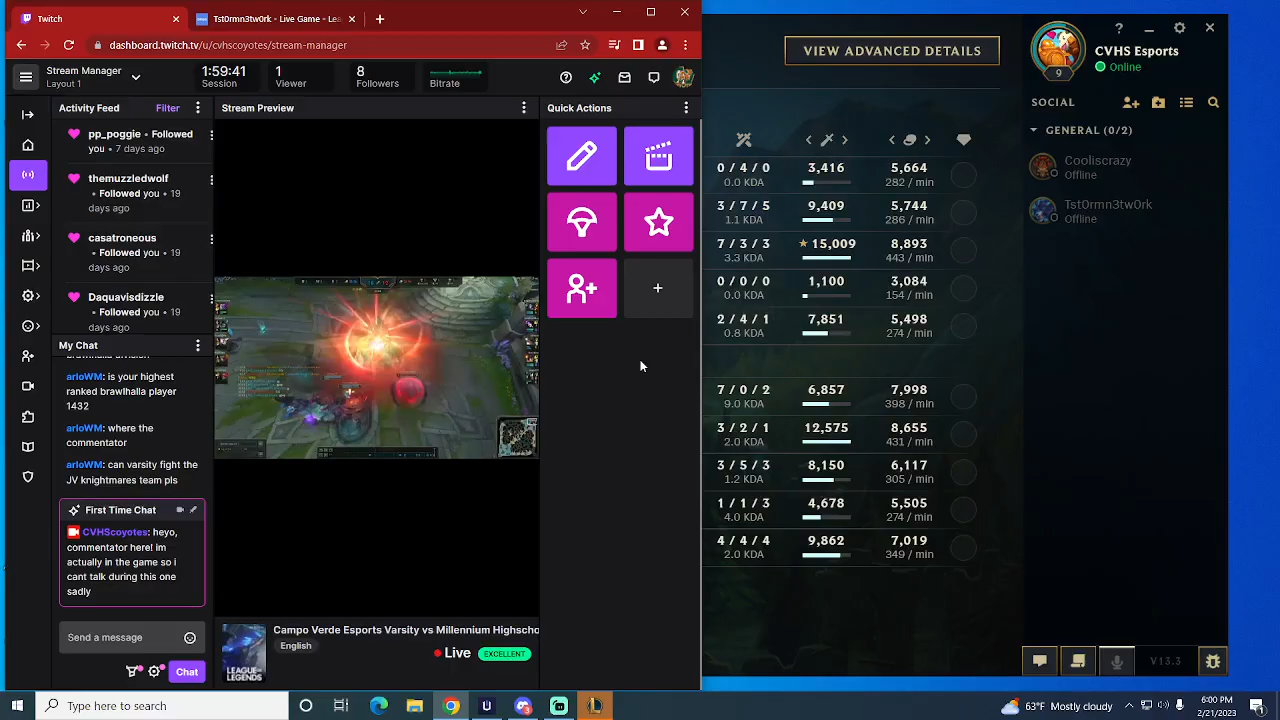 Twitch
Tst0rmn3tw0rk - Live Game - Lea
dashboard.twitch.tv/u/cvhscoyotes/stream-manager
Stream Manager
Layout 1
1:59:41
Session
1
Viewer
8
Followers
Bitrate
Activity Feed
Filter
pp_poggie • Followed
you • 7 days ago
themuzzledwolf
Followed you • 19
days ago
casatroneous
Followed you • 19
days ago
Daquavisdizzle
Followed you • 19
days ago
My Chat
arloWM: is your highest
ranked brawlhalla player
1432
arloWM: where the
commentator
arloWM: can varsity fight the
JV knightmares team pls
First Time Chat
CVHScoyotes: heyo,
commentator here! im
actually in the game so i
cant talk during this one
sadly
Send a message
Chat
Stream Preview
Campo Verde Esports Varsity vs Millennium Highscho
English
Live
EXCELLENT
LEAGUE OF
LEGENDS
Quick Actions
VIEW ADVANCED DETAILS
0 / 4 / 0
0.0 KDA
3,416
5,664
282 / min
3 / 7 / 5
1.1 KDA
9,409
5,744
286 / min
7 / 3 / 3
3.3 KDA
15,009
8,893
443 / min
0 / 0 / 0
0.0 KDA
1,100
3,084
154 / min
2 / 4 / 1
0.8 KDA
7,851
5,498
274 / min
7 / 0 / 2
9.0 KDA
6,857
7,998
398 / min
3 / 2 / 1
2.0 KDA
12,575
8,655
431 / min
3 / 5 / 3
1.2 KDA
8,150
6,117
305 / min
1 / 1 / 3
4.0 KDA
4,678
5,505
274 / min
4 / 4 / 4
2.0 KDA
9,862
7,019
349 / min
CVHS Esports
Online
9
SOCIAL
GENERAL (0/2)
Cooliscrazy
Offline
Tst0rmn3tw0rk
Offline
V13.3
Type here to search
63°F Mostly cloudy
6:00 PM
2/21/2023